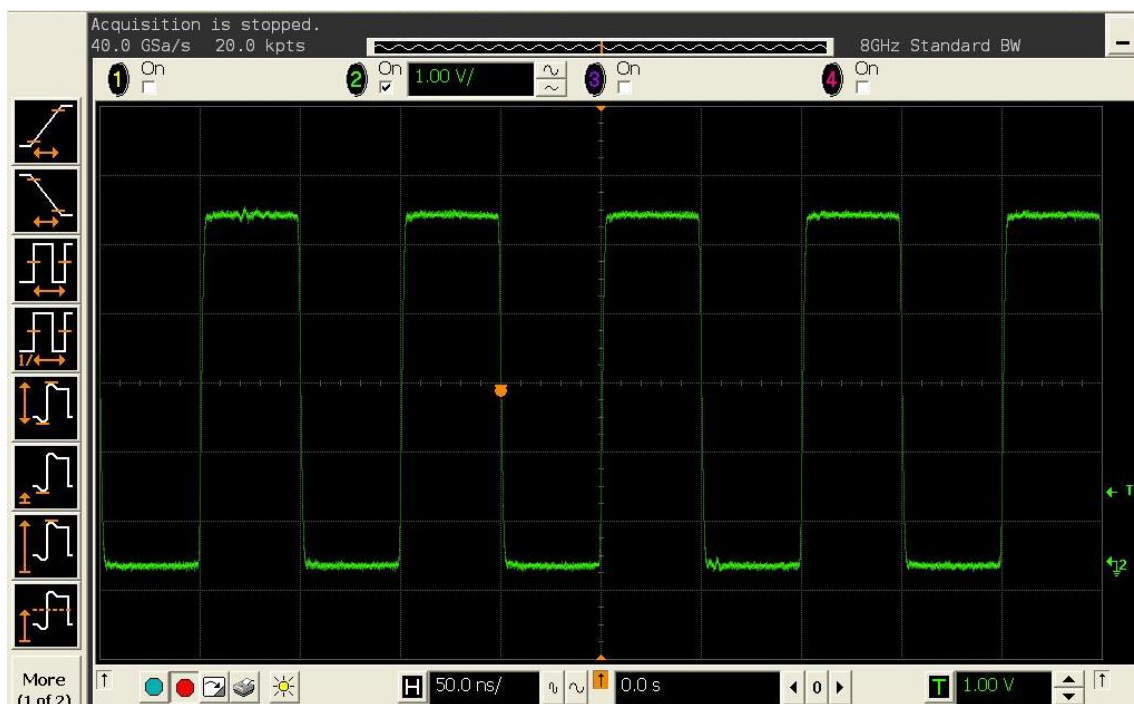 Acquisition is stopped.
40.0 GSa/s 20.0 kpts 8GHz Standard BW
1 On 2 On 1.00 V/ 3 On 4 On
1/
T
2
More
(1 of 2)
H 50.0 ns/ 0.0 s 0 T 1.00 V